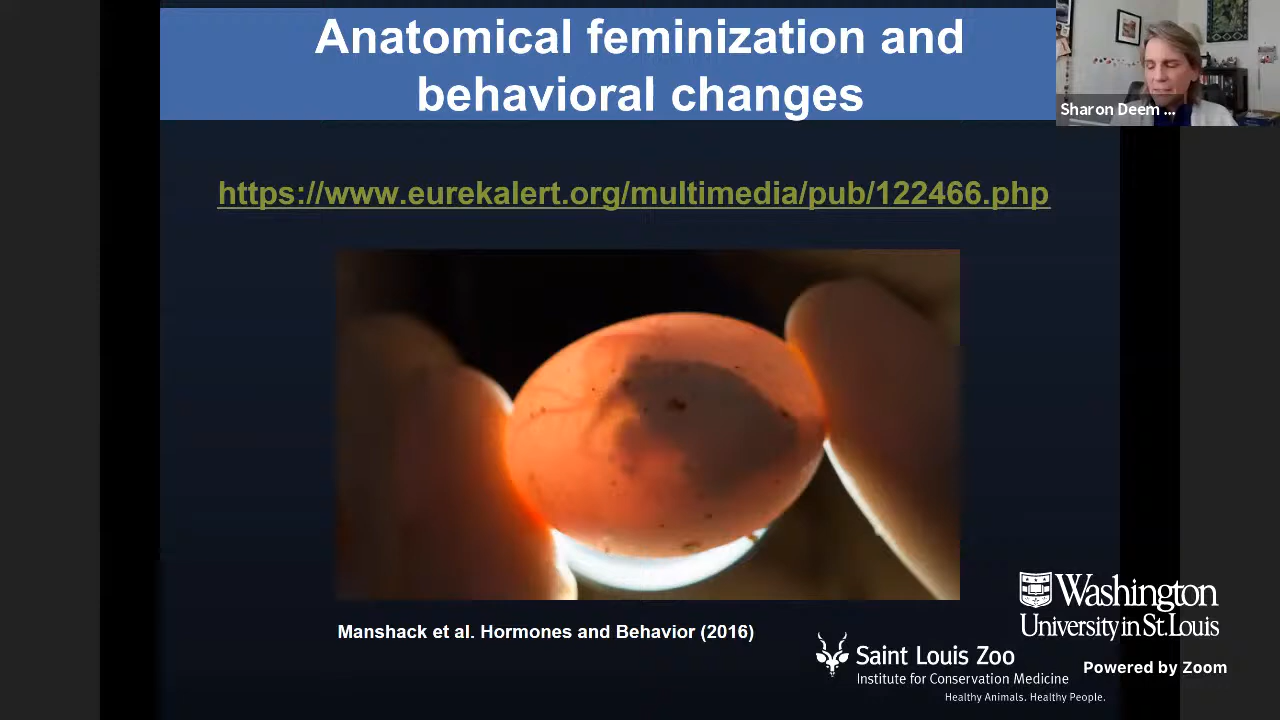 Anatomical feminization and
behavioral changes
Sharon Deem ...
https://www.eurekalert.org/multimedia/pub/122466.php
Manshack et al. Hormones and Behavior (2016)
Washington
University in St. Louis
Saint Louis Zoo
Institute for Conservation Medicine
Healthy Animals. Healthy People.
Powered by Zoom